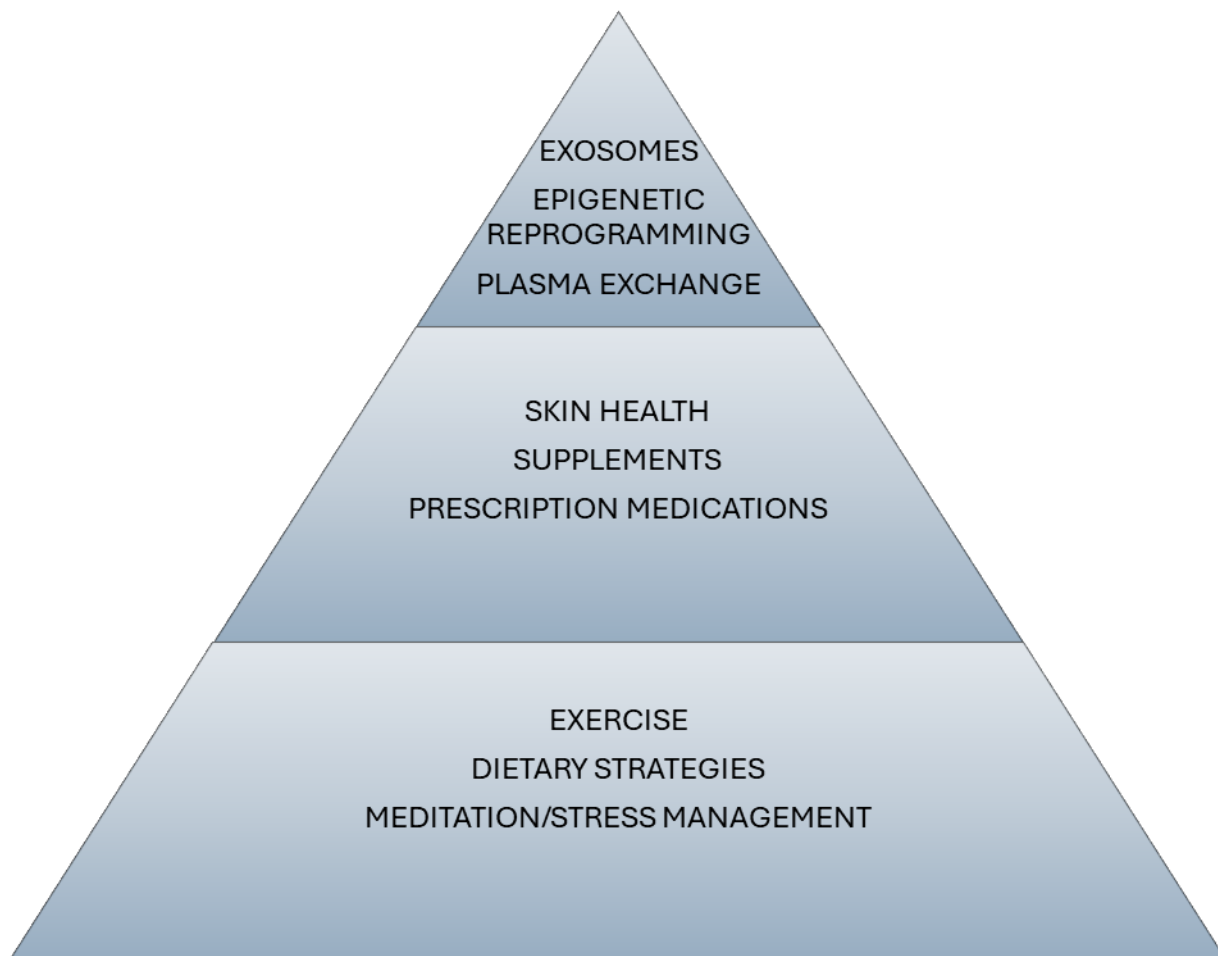 EXOSOMES
EPIGENETIC
REPROGRAMMING
PLASMA EXCHANGE
SKIN HEALTH
SUPPLEMENTS
PRESCRIPTION MEDICATIONS
EXERCISE
DIETARY STRATEGIES
MEDITATION/STRESS MANAGEMENT